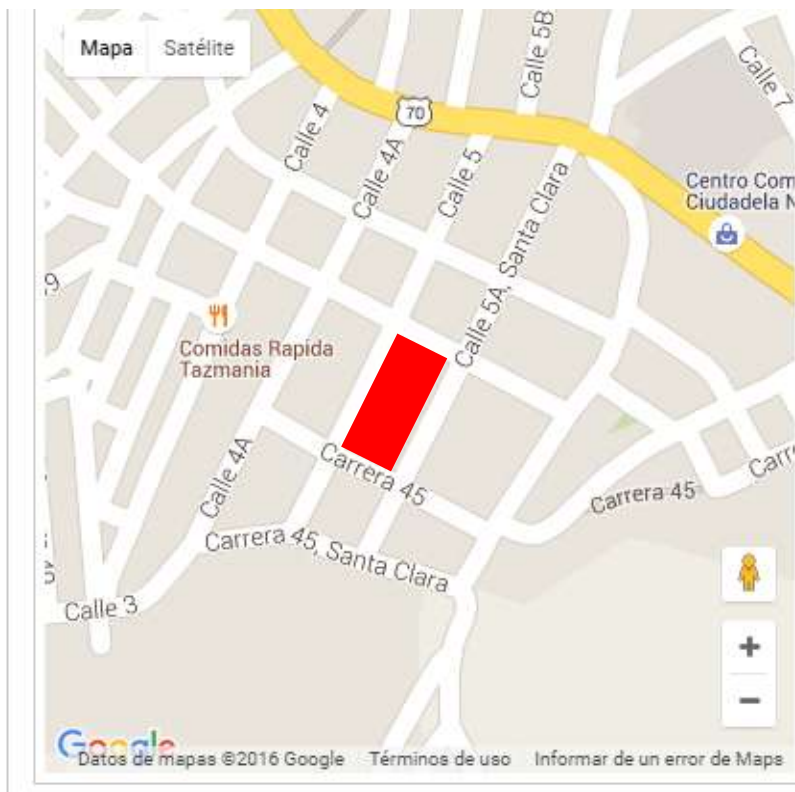 Mapa
Satélite
Calle 5B
Calle 7
70
Calle 4
Calle 4A
Calle 5
Calle 5A, Santa Clara
Centro Com
Ciudadela N
Comidas Rapida
Tazmania
Calle 4A
Carrera 45
Carrera 45
Carr
Carrera 45, Santa Clara
Calle 3
Google
Datos de mapas ©2016 Google
Términos de uso
Informar de un error de Maps